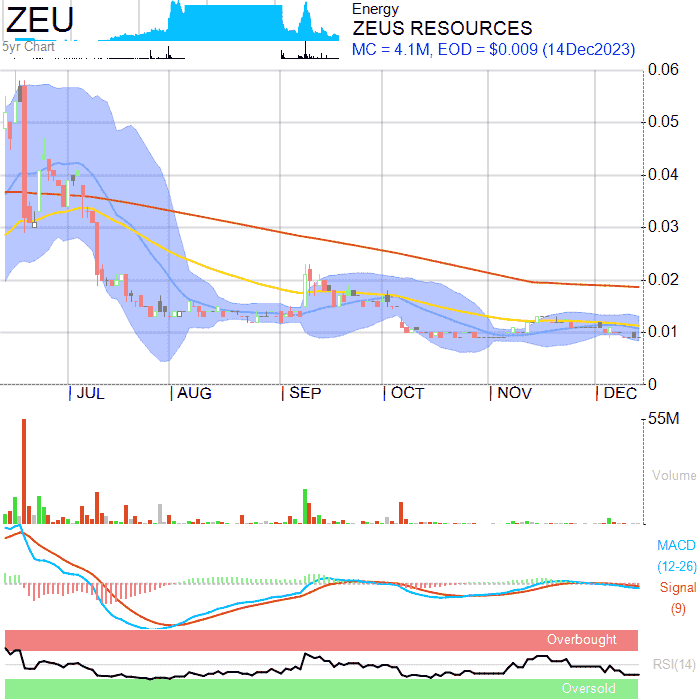 ZEU
5yr Chart
Energy
ZEUS RESOURCES
MC = 4.1M, EOD = $0.009 (14Dec2023)
0.06
0.05
0.04
0.03
0.02
0.01
0
JUL AUG SEP OCT NOV DEC
55M
Volume
MACD
(12-26)
Signal
(9)
Overbought
RSI(14)
Oversold